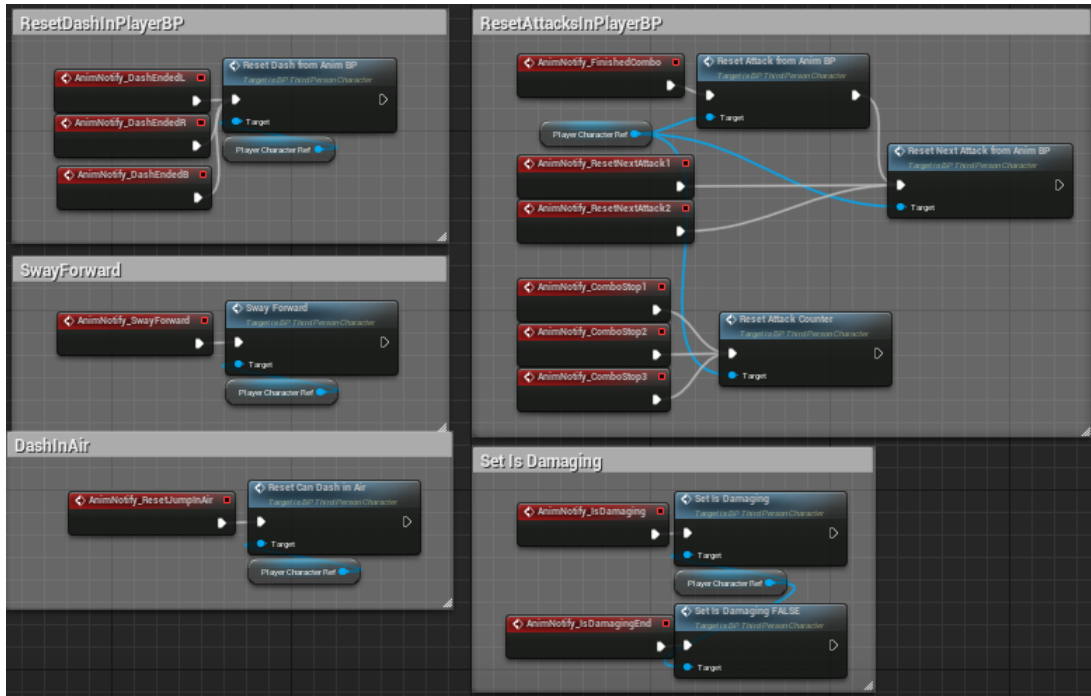 ResetDashInPlayerBP
AnimNotify_DashEndedL
Reset Dash from Anim BP
Target is BP Third Person Character
AnimNotify_DashEndedR
Target
Player Character Ref
AnimNotify_DashEndedB
SwayForward
AnimNotify_SwayForward
Sway Forward
Target is BP Third Person Character
Target
Player Character Ref
DashInAir
AnimNotify_ResetJumpInAir
Reset Can Dash in Air
Target is BP Third Person Character
Target
Player Character Ref
ResetAttacksInPlayerBP
AnimNotify_FinishedCombo
Reset Attack from Anim BP
Target is BP Third Person Character
Target
Player Character Ref
Reset Next Attack from Anim BP
Target is BP Third Person Character
Target
AnimNotify_ResetNextAttack1
AnimNotify_ResetNextAttack2
AnimNotify_ComboStop1
AnimNotify_ComboStop2
AnimNotify_ComboStop3
Reset Attack Counter
Target is BP Third Person Character
Target
Set Is Damaging
AnimNotify_IsDamaging
Set Is Damaging
Target is BP Third Person Character
Target
Player Character Ref
AnimNotify_IsDamagingEnd
Set Is Damaging FALSE
Target is BP Third Person Character
Target